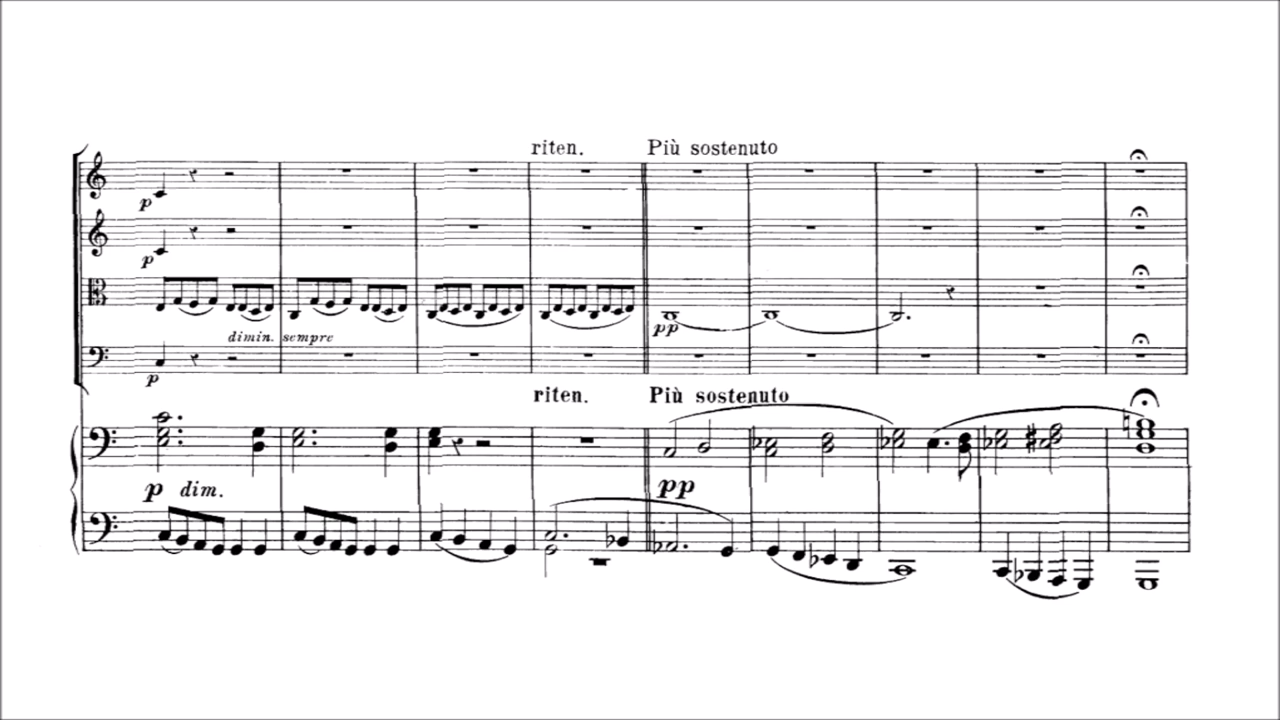 riten. Più sostenuto
p
p
dimin. sempre
pp
p
riten. Più sostenuto
p dim. pp